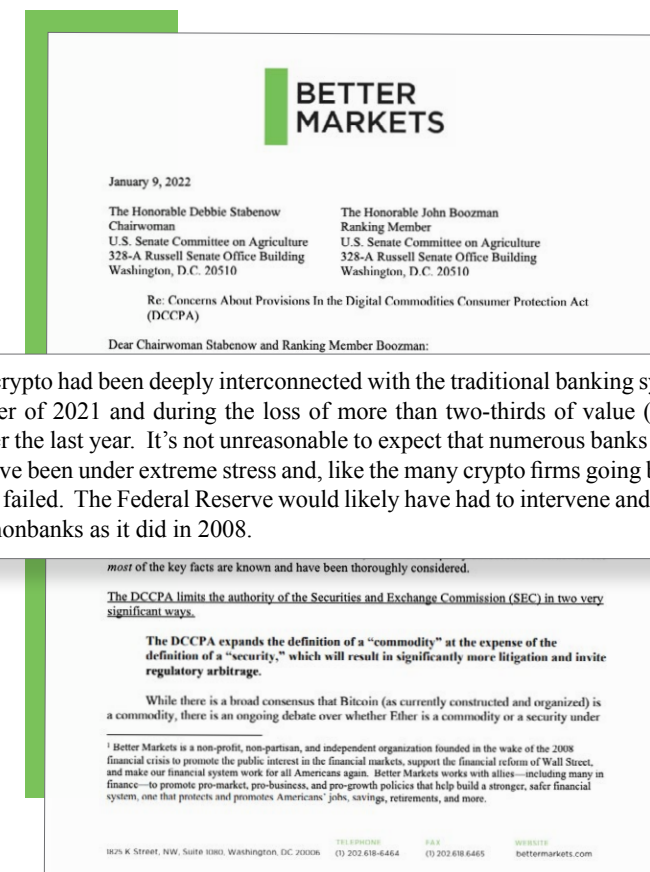 BETTER
MARKETS
January 9, 2022
The Honorable Debbie Stabenow
Chairwoman
U.S. Senate Committee on Agriculture
328-A Russell Senate Office Building
Washington, D.C. 20510
The Honorable John Boozman
Ranking Member
U.S. Senate Committee on Agriculture
328-A Russell Senate Office Building
Washington, D.C. 20510
Re: Concerns About Provisions In the Digital Commodities Consumer Protection Act
(DCCPA)
Dear Chairwoman Stabenow and Ranking Member Boozman:
crypto had been deeply interconnected with the traditional banking
er of 2021 and during the loss of more than two-thirds of value (
er the last year. It's not unreasonable to expect that numerous banks
ve been under extreme stress and, like the many crypto firms going
failed. The Federal Reserve would likely have had to intervene and
nonbanks as it did in 2008.
most of the key facts are known and have been thoroughly considered.
The DCCPA limits the authority of the Securities and Exchange Commission (SEC) in two very
significant ways.
The DCCPA expands the definition of a “commodity” at the expense of the
definition of a “security,” which will result in significantly more litigation and invite
regulatory arbitrage.
While there is a broad consensus that Bitcoin (as currently constructed and organized) is
a commodity, there is an ongoing debate over whether Ether is a commodity or a security under
1 Better Markets is a non-profit, non-partisan, and independent organization founded in the wake of the 2008
financial crisis to promote the public interest in the financial markets, support the financial reform of Wall Street,
and make our financial system work for all Americans again. Better Markets works with allies—including many in
finance—to promote pro-market, pro-business, and pro-growth policies that help build a stronger, safer financial
system, one that protects and promotes Americans' jobs, savings, retirements, and more.
1825 K Street, NW, Suite 1080, Washington, DC 20006
TELEPHONE
(1) 202 618-6464
FAX
(1) 202.618.6465
WEBSITE
bettermarkets.com